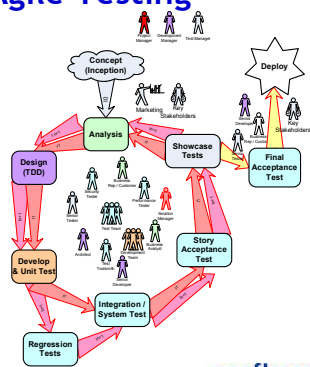 Agile Testing
Project
Manager
Development
Manager
Test Manager
Concept
(Inception)
Deploy
Marketing
Key
Stakeholders
Senior
Developer
Key
Stakeholders
Rep / Customer
Analysis
Showcase
Tests
Final
Acceptance
Test
Design
(TDD)
Business
Rep / Customer
Security
Tester
Performance
Tester
Iteration
Manager
Senior
Tester
Test Team
Development
Team
Business
Analyst
Architect
Test
Toolsmith
Senior
Developer
Story
Acceptance
Test
Develop
& Unit Test
Integration /
System Test
Regression
Tests